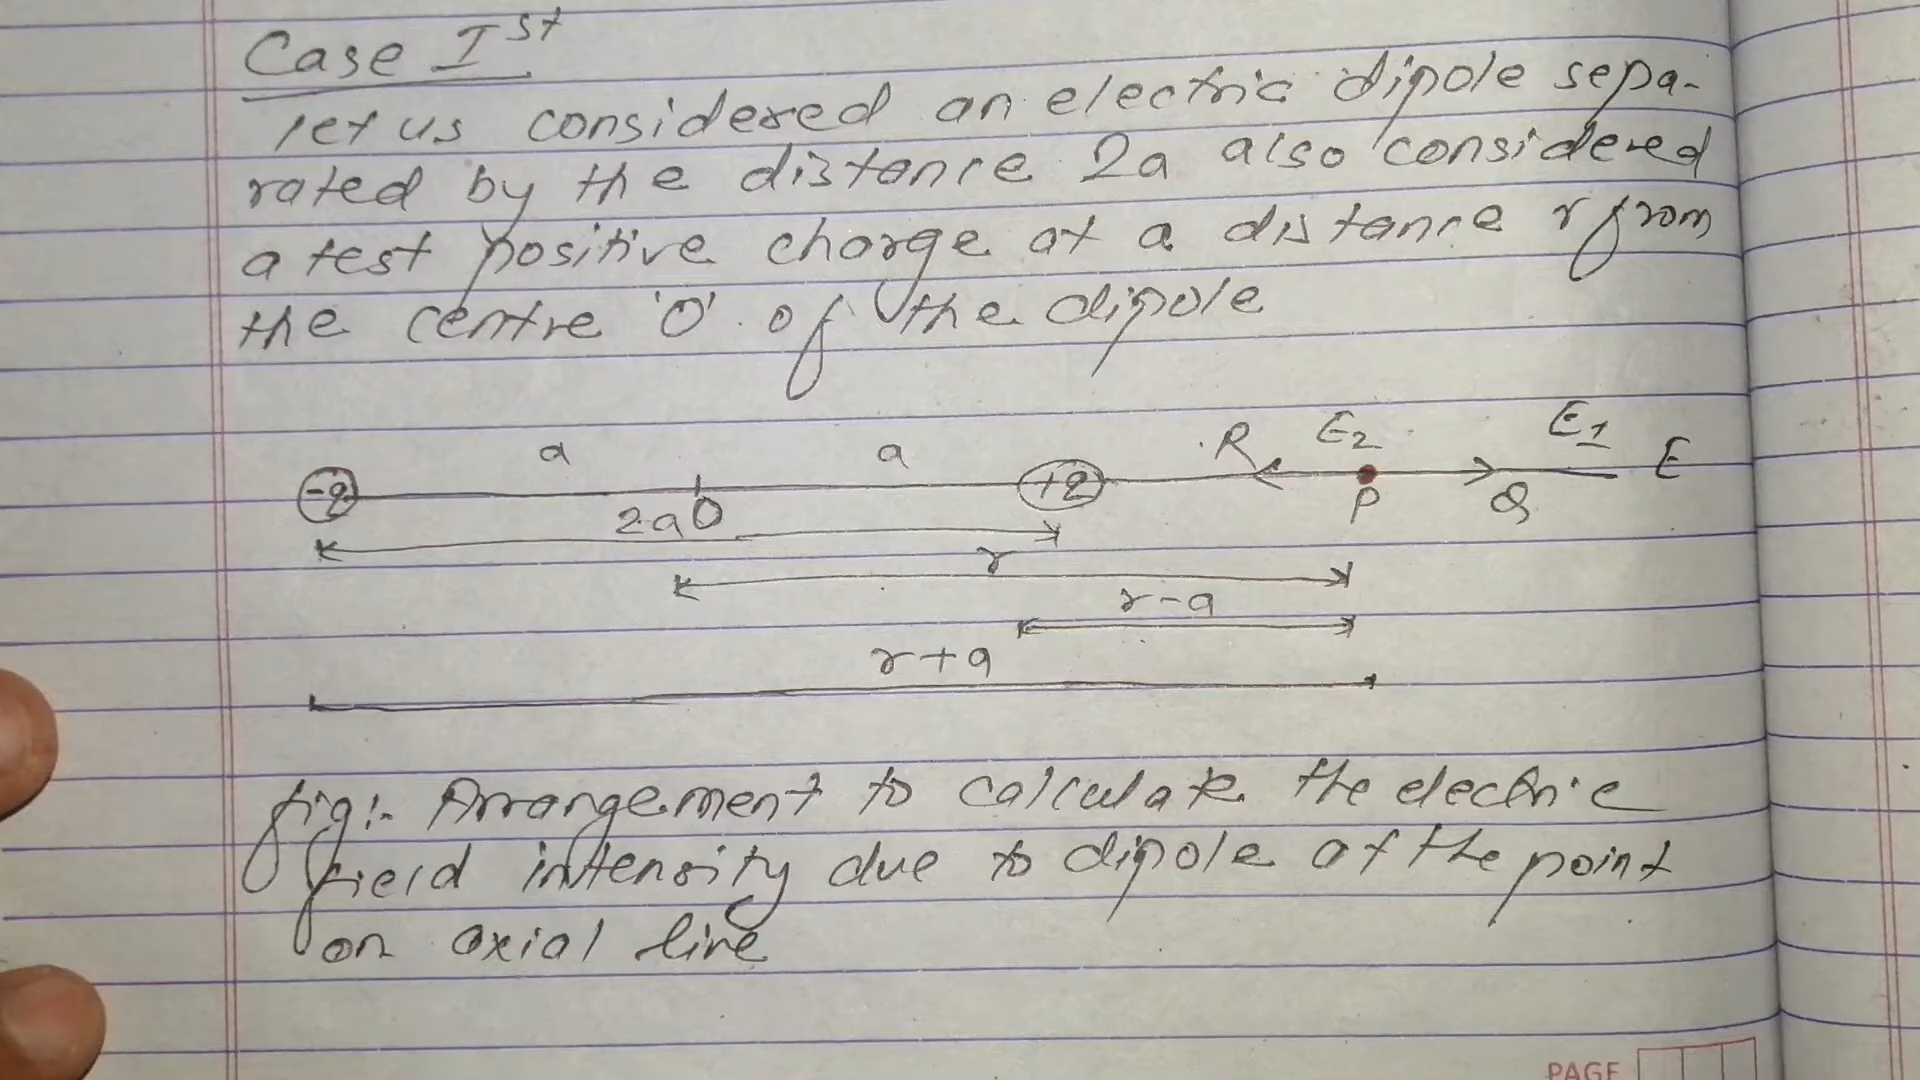 Case Ist
let us considered an electric dipole sepa-
rated by the distance 2a also considered
a test positive charge at a distance r from
the centre 'O' of the dipole
a a R E2 E1 E
-q 2a O +q P Q
r
r-a
r+a
fig:- Arrangement to calculate the electric
field intensity due to dipole at the point
on axial line
PAGE